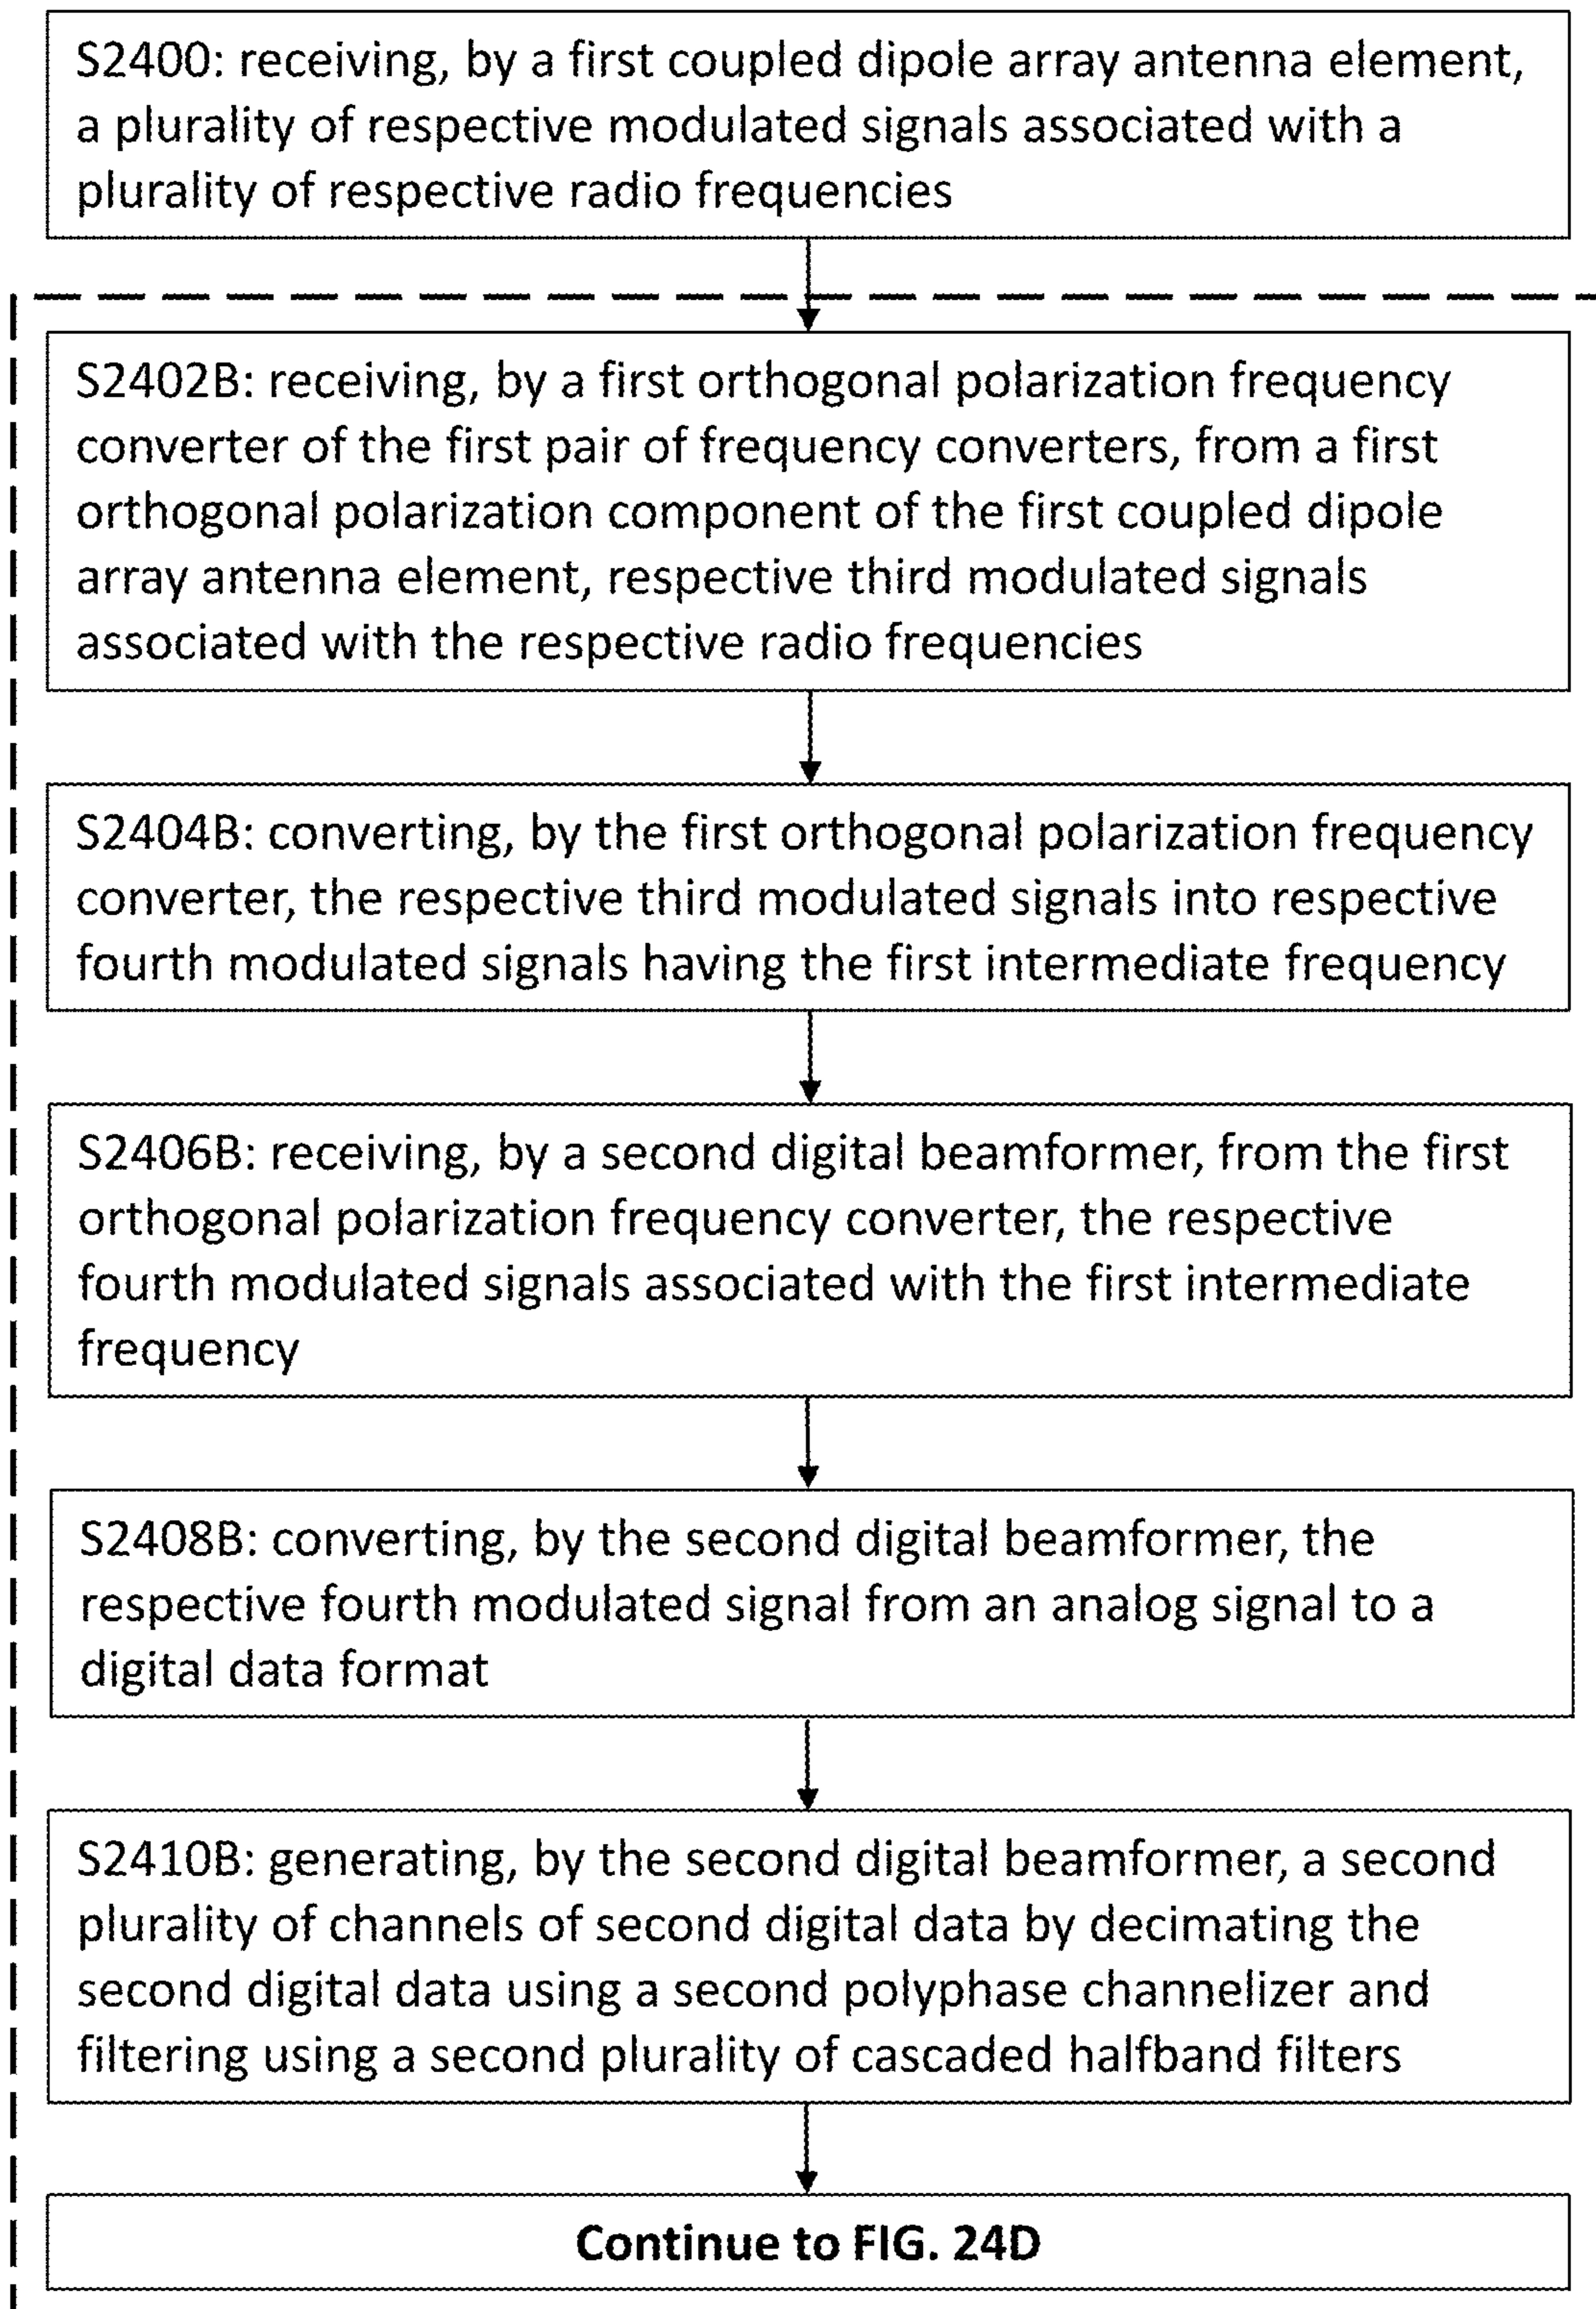 S2400: receiving, by a first coupled dipole array antenna element,
a plurality of respective modulated signals associated with a
plurality of respective radio frequencies
S2402B: receiving, by a first orthogonal polarization frequency
converter of the first pair of frequency converters, from a first
orthogonal polarization component of the first coupled dipole
array antenna element, respective third modulated signals
associated with the respective radio frequencies
S2404B: converting, by the first orthogonal polarization frequency
converter, the respective third modulated signals into respective
fourth modulated signals having the first intermediate frequency
S2406B: receiving, by a second digital beamformer, from the first
orthogonal polarization frequency converter, the respective
fourth modulated signals associated with the first intermediate
frequency
S2408B: converting, by the second digital beamformer, the
respective fourth modulated signal from an analog signal to a
digital data format
S2410B: generating, by the second digital beamformer, a second
plurality of channels of second digital data by decimating the
second digital data using a second polyphase channelizer and
filtering using a second plurality of cascaded halfband filters
Continue to FIG. 24D